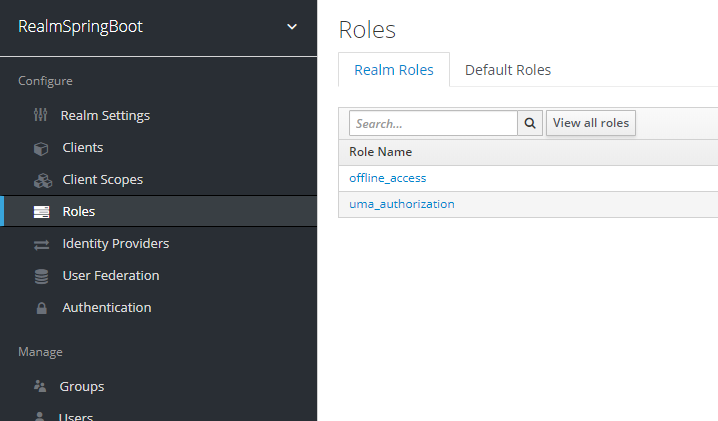 RealmSpringBoot
Configure
Realm Settings
Clients
Client Scopes
Roles
Identity Providers
User Federation
Authentication
Manage
Groups
Users
Roles
Realm Roles
Default Roles
Search...
View all roles
Role Name
offline_access
uma_authorization